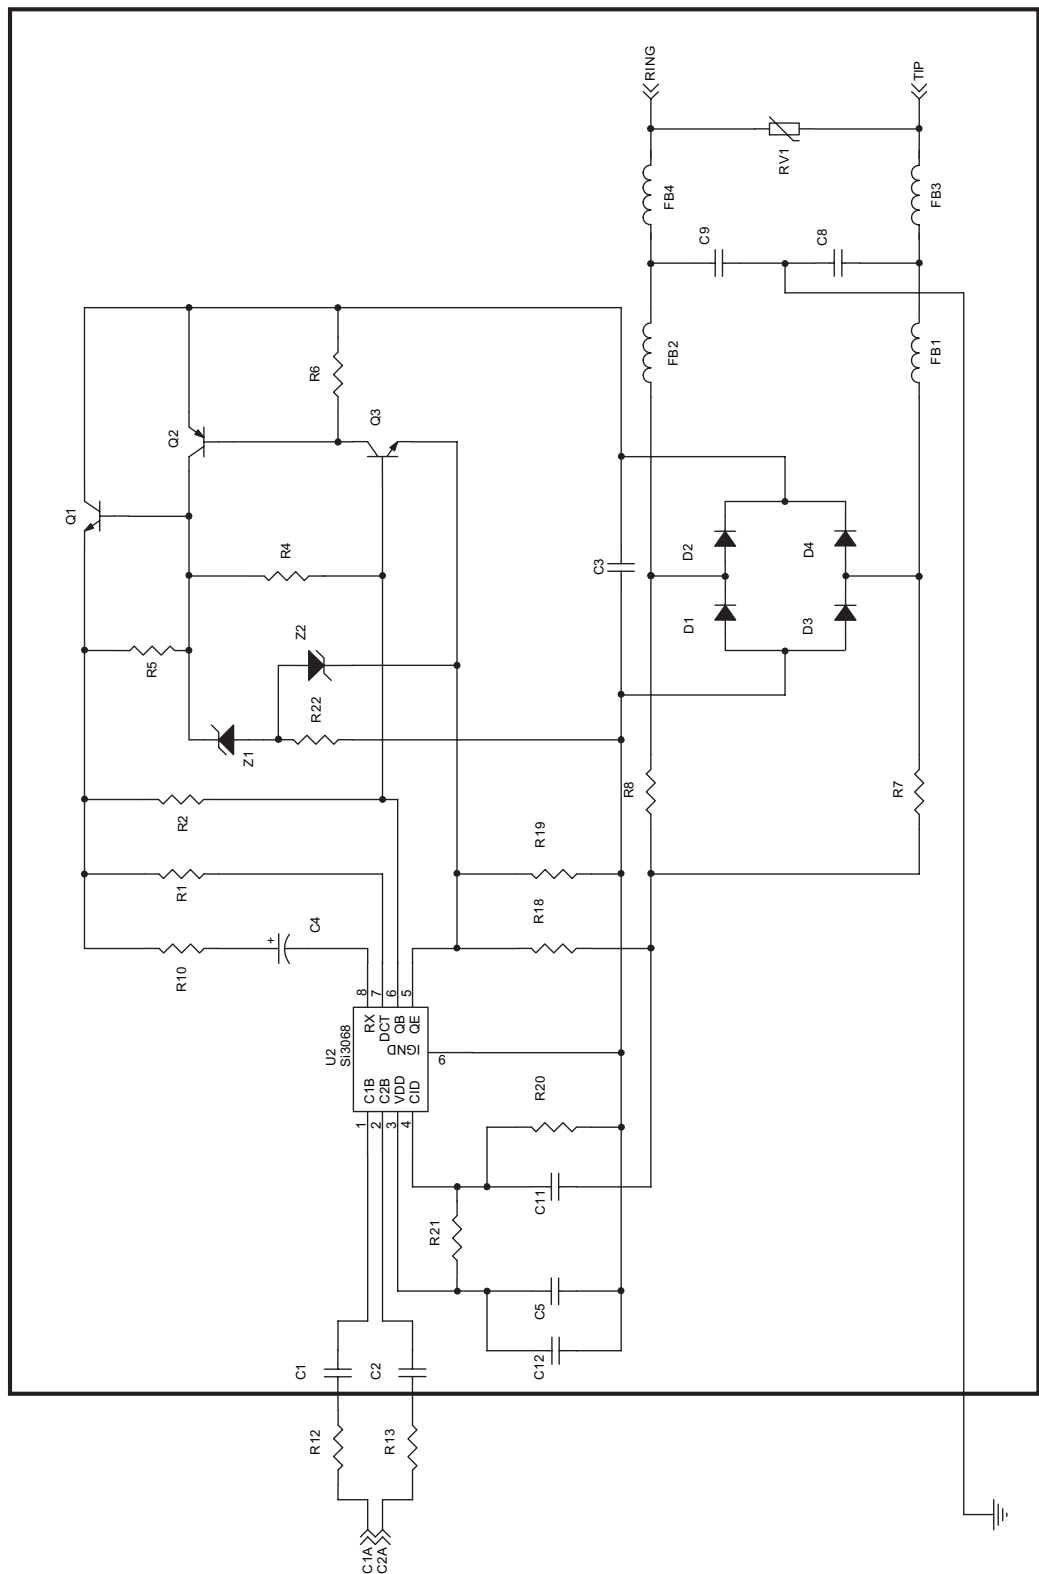 Q1
Q2
Q3
R6
R5
R4
Z1
Z2
R22
R2
R1
R10
C4
+
R19
R18
R8
R7
C3
D1
D2
D3
D4
FB2
FB1
FB4
FB3
C9
C8
RV1
RING
TIP
U2
Si3068
C1B
C2B
VDD
CID
RX
DCT
QB
QE
IGND
1
2
3
4
8
7
6
5
6
R20
C11
R21
C5
C12
C1
C2
R12
R13
C1A
C2A